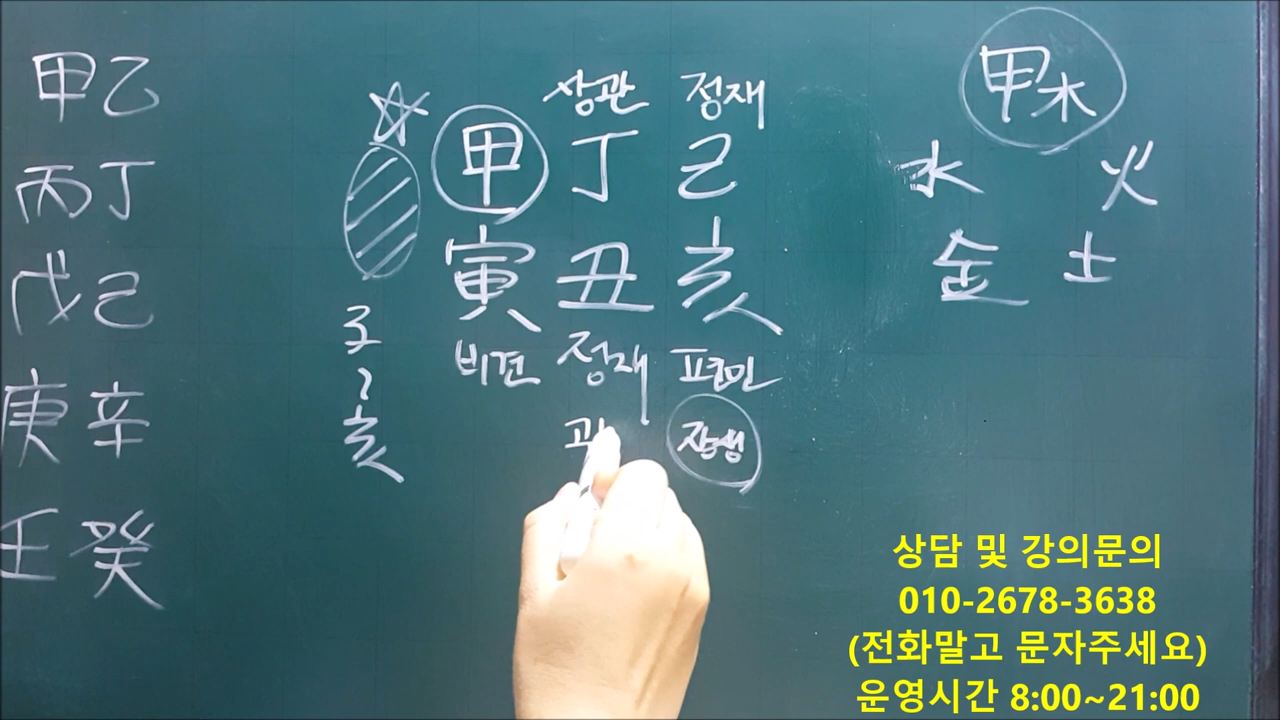 甲乙
丙丁
戊己
庚辛
壬癸
상관 정재
甲 丁 己
寅 丑 亥
비견 정재 편인
장생
子
~
亥
甲木
水 火
金 土
상담 및 강의문의
010-2678-3638
(전화말고 문자주세요)
운영시간 8:00~21:00